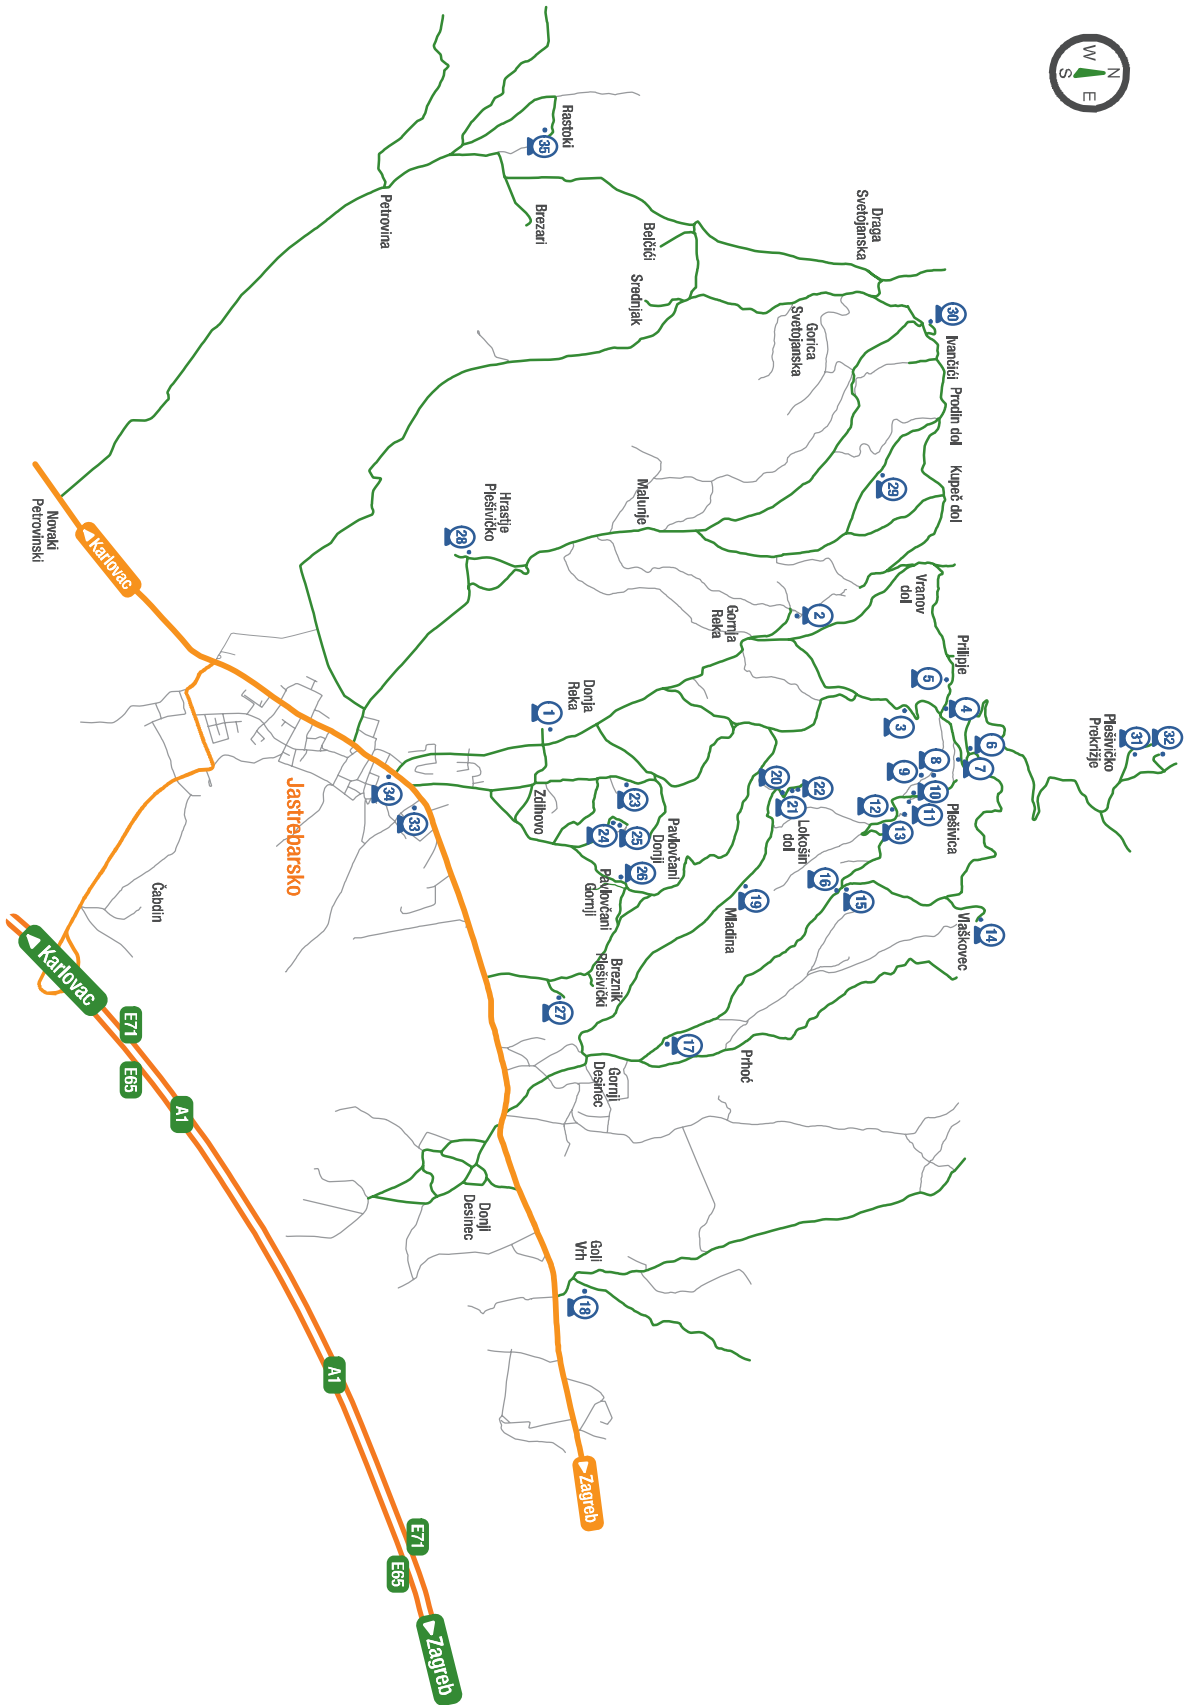 N
W
E
S
32
31
Plešivičko
Prekrižje
30
Ivančići
Prodin dol
Kupeč dol
Vranov
dol
Prilipje
5
4
6
7
3
8
9
10
11
12
13
Plešivica
14
Vlaškovec
Draga
Svetojanska
Gorica
Svetojanska
29
2
Gornja
Reka
20
21
22
Lokošin
dol
16
15
19
Mladina
Prhoć
17
Belčići
Srednjak
Malunje
Rastoki
35
Brezari
Petrovina
Hrastje
Plešivičko
28
Donja
Reka
1
Zdihovo
23
24
25
Pavlovčani
Donji
26
Pavlovčani
Gornji
Breznik
Plešivički
27
Gornji
Desinec
Donji
Desinec
Goli
Vrh
18
Zagreb
Novaki
Petrovinski
Karlovac
Jastrebarsko
34
33
Čabdin
Karlovac
E71
E65
A1
A1
E71
E65
Zagreb